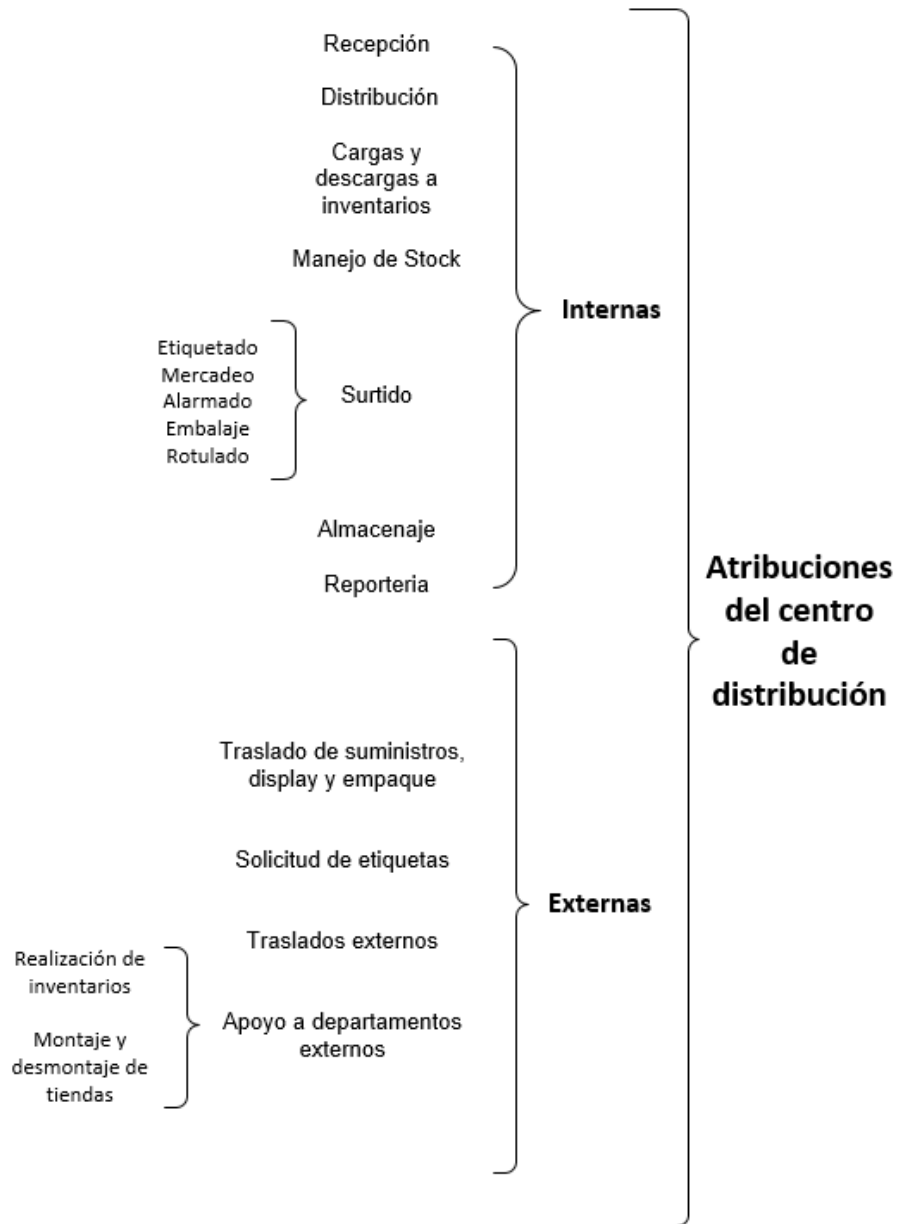 Recepción
Distribución
Cargas y
descargas a
inventarios
Manejo de Stock
Internas
Etiquetado
Mercadeo
Alarmado
Embalaje
Rotulado
Surtido
Almacenaje
Reporteria
Atribuciones
del centro
de
distribución
Traslado de suministros,
display y empaque
Solicitud de etiquetas
Externas
Traslados externos
Realización de
inventarios
Montaje y
desmontaje de
tiendas
Apoyo a departamentos
externos